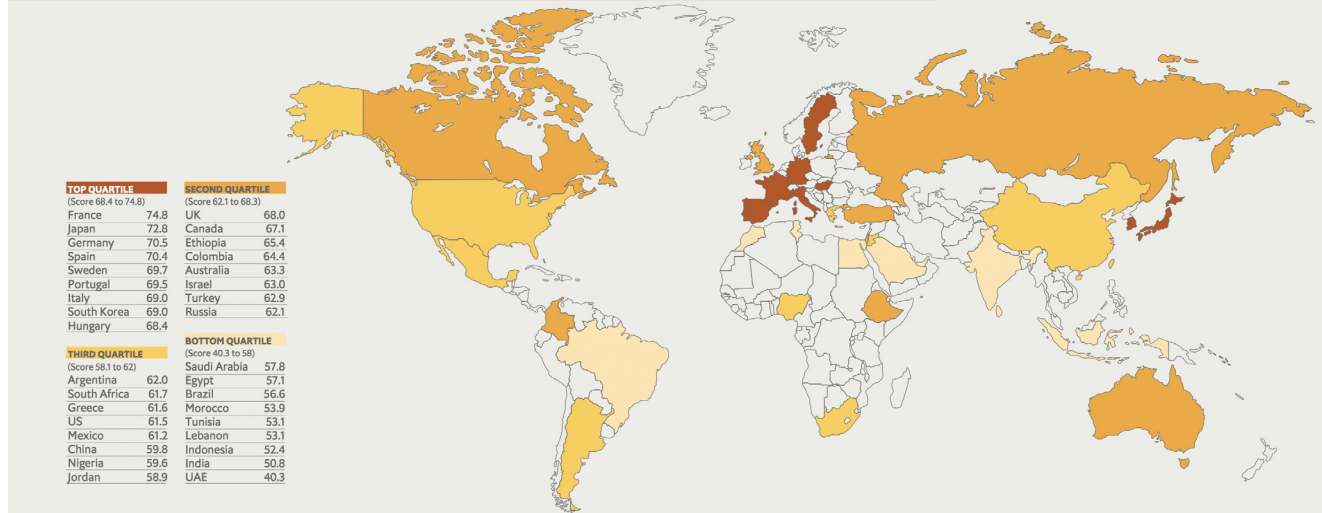 TOP QUARTILE
(Score 68.4 to 74.8)
France 74.8
Japan 72.8
Germany 70.5
Spain 70.4
Sweden 69.7
Portugal 69.5
Italy 69.0
South Korea 69.0
Hungary 68.4
SECOND QUARTILE
(Score 62.1 to 68.3)
UK 68.0
Canada 67.1
Ethiopia 65.4
Colombia 64.4
Australia 63.3
Israel 63.0
Turkey 62.9
Russia 62.1
THIRD QUARTILE
(Score 58.1 to 62)
Argentina 62.0
South Africa 61.7
Greece 61.6
US 61.5
Mexico 61.2
China 59.8
Nigeria 59.6
Jordan 58.9
BOTTOM QUARTILE
(Score 40.3 to 58)
Saudi Arabia 57.8
Egypt 57.1
Brazil 56.6
Morocco 53.9
Tunisia 53.1
Lebanon 53.1
Indonesia 52.4
India 50.8
UAE 40.3